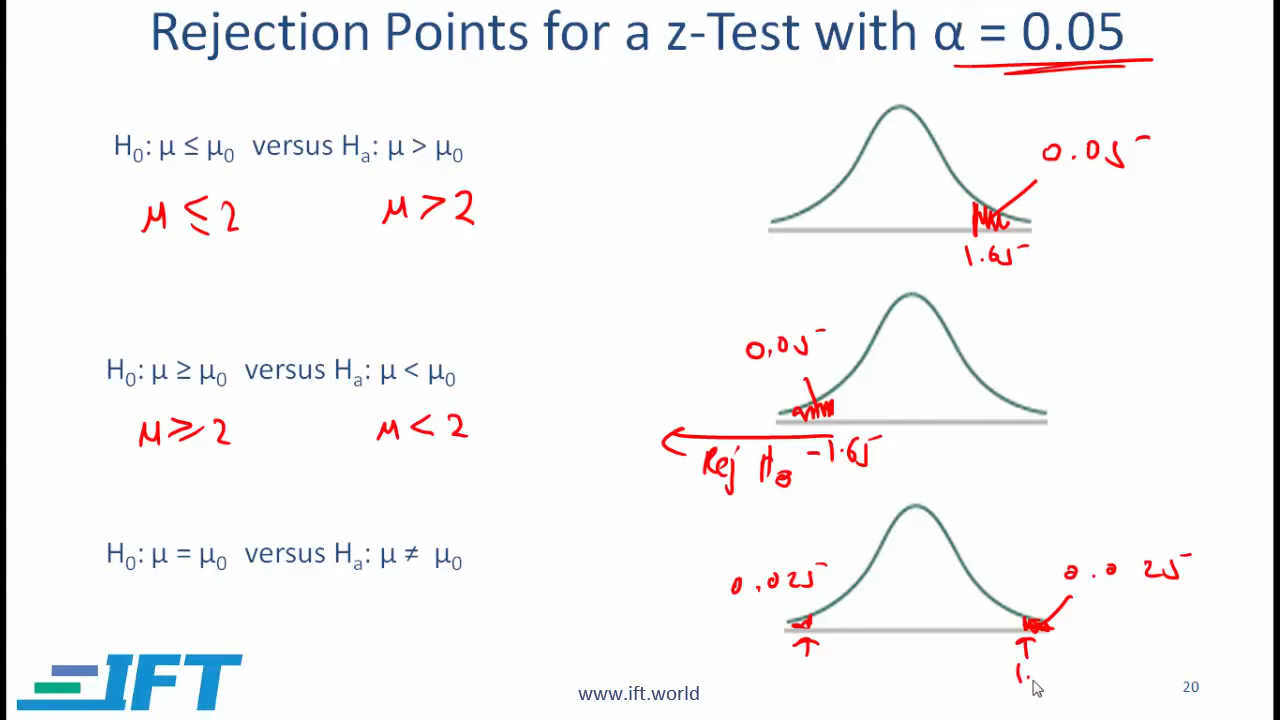 Rejection Points for a z-Test with α = 0.05
H₀: μ ≤ μ₀ versus Hₐ: μ > μ₀
0.05
μ ≤ 2 μ > 2
1.65
0.05
H₀: μ ≥ μ₀ versus Hₐ: μ < μ₀
μ ≥ 2 μ < 2
-1.65
Rej H₀
H₀: μ = μ₀ versus Hₐ: μ ≠ μ₀
0.025 0.025
1.
IFT
www.ift.world
20